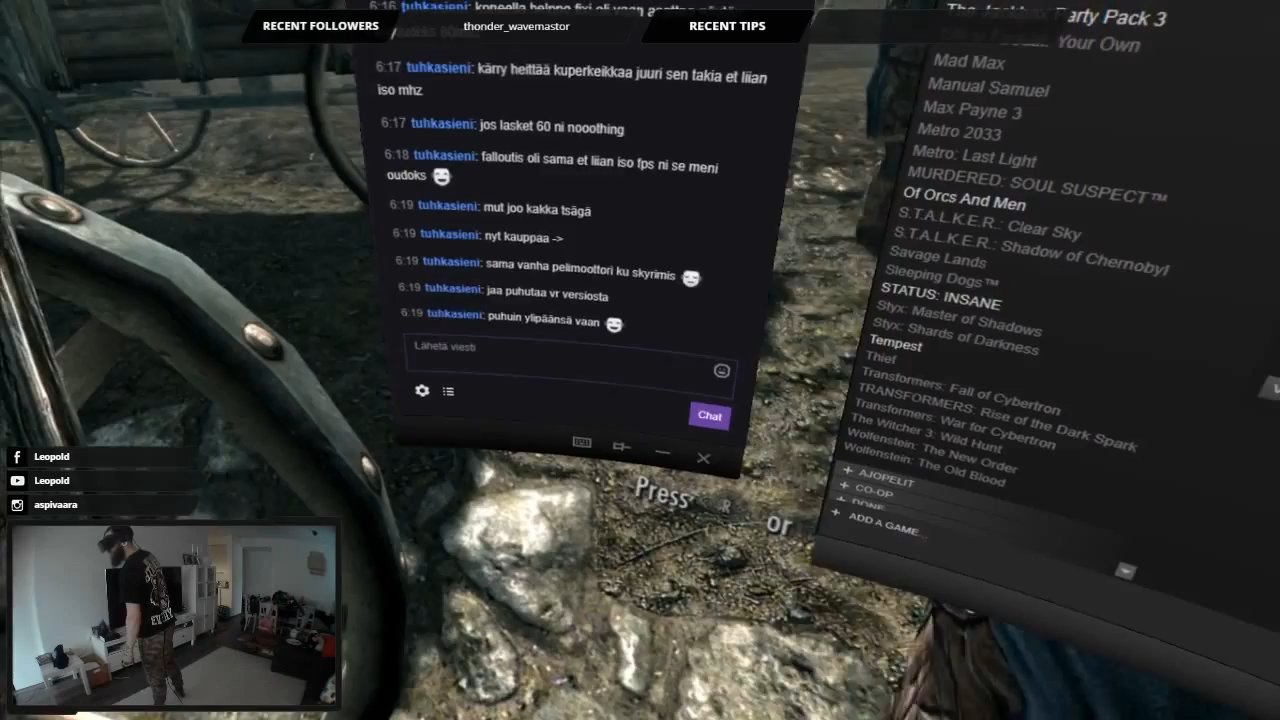 RECENT FOLLOWERS
thonder_wavemastor
RECENT TIPS
6:17 tuhkasieni: kärry heittää kuperkeikkaa juuri sen takia et liian
iso mhz
6:17 tuhkasieni: jos lasket 60 ni nooothing
6:18 tuhkasieni: falloutis oli sama et liian iso fps ni se meni
oudoks
6:19 tuhkasieni: mut joo kakka tsägä
6:19 tuhkasieni: nyt kauppaa ->
6:19 tuhkasieni: sama vanha pelimoottori ku skyrimis
6:19 tuhkasieni: jaa puhutaa vr versiosta
6:19 tuhkasieni: puhuin ylipäänsä vaan
Lähetä viesti
Chat
Party Pack 3
Your Own
Mad Max
Manual Samuel
Max Payne 3
Metro 2033
Metro: Last Light
MURDERED: SOUL SUSPECT™
Of Orcs And Men
S.T.A.L.K.E.R.: Clear Sky
S.T.A.L.K.E.R.: Shadow of Chernobyl
Savage Lands
Sleeping Dogs™
STATUS: INSANE
Styx: Master of Shadows
Styx: Shards of Darkness
Tempest
Thief
Transformers: Fall of Cybertron
TRANSFORMERS: Rise of the Dark Spark
Transformers: War for Cybertron
The Witcher 3: Wild Hunt
Wolfenstein: The New Order
Wolfenstein: The Old Blood
+ AJOPELIT
+ CO-OP
+ DONE
+ ADD A GAME...
Press R or
Leopold
Leopold
aspivaara